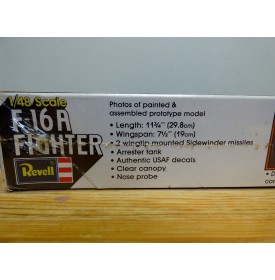 1/48 Scale
F-16A
FIGHTER
Revell
Photos of painted &
assembled prototype model
• Length: 11¾" (29.8cm)
• Wingspan: 7½" (19cm)
• 2 wingtip mounted Sidewinder missiles
• Arrester tank
• Authentic USAF decals
• Clear canopy
• Nose probe